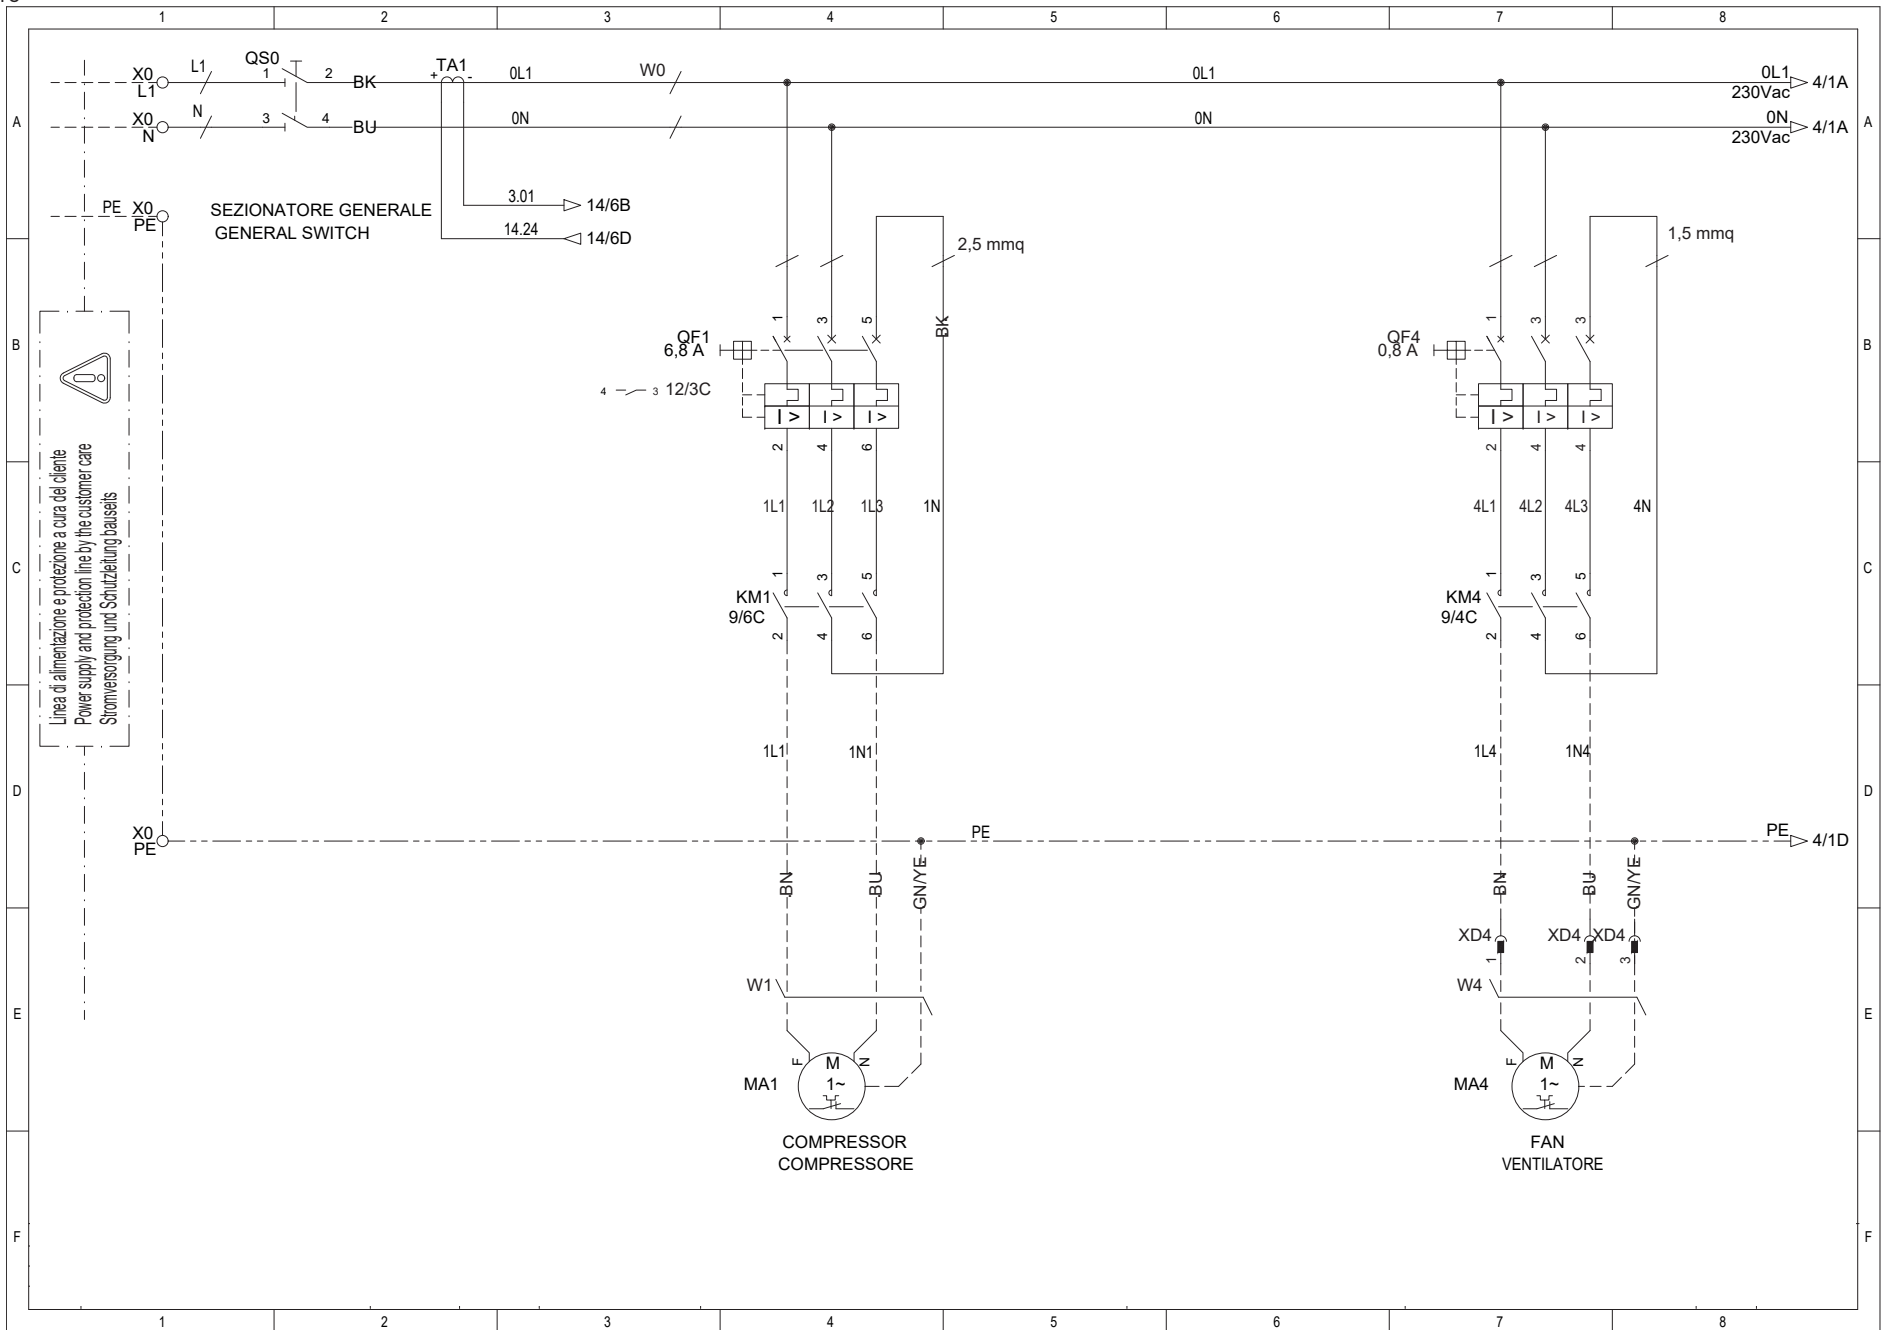 1 2 3 4 5 6 7 8
L1 QS0 TA1
X0 1 2 BK + - 0L1 W0 0L1 0L1 4/1A
L1 230Vac
A X0 N 3 4 BU 0N 0N 0N 4/1A A
N 230Vac
PE X0 3.01 14/6B
PE
SEZIONATORE GENERALE
GENERAL SWITCH
14.24 14/6D
2,5 mmq 1,5 mmq
1 3 5 BK 1 3 3
B QF1 QF4 B
6,8 A 0,8 A
4 3 12/3C
I > I > I > I > I > I >
2 4 6 2 4 4
Linea di alimentazione e protezione a cura del cliente
Power supply and protection line by the customer care
Stromversorgung und Schutzleitung bauseits
1L1 1L2 1L3 1N 4L1 4L2 4L3 4N
C 1 3 5 1 3 5 C
KM1 KM4
9/6C 9/4C
2 4 6 2 4 6
1L1 1N1 1L4 1N4
D D
X0 PE PE 4/1D
PE
BN BU GN/YE BN BU GN/YE
XD4 XD4 XD4
1 2 3
W1 W4
E E
F M N F M N
MA1 1~ MA4 1~
COMPRESSOR FAN
COMPRESSORE VENTILATORE
F F
1 2 3 4 5 6 7 8